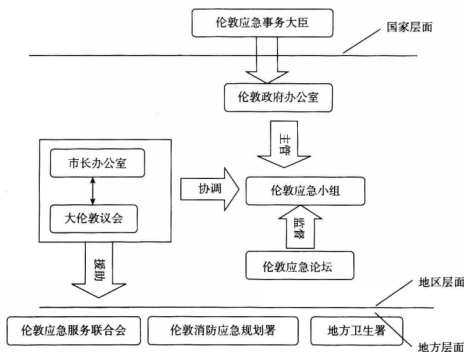 伦敦应急事务大臣
国家层面
伦敦政府办公室
主管
市长办公室
协调
伦敦应急小组
大伦敦议会
监督
援助
伦敦应急论坛
地区层面
伦敦应急服务联合会
伦敦消防应急规划署
地方卫生署
地方层面